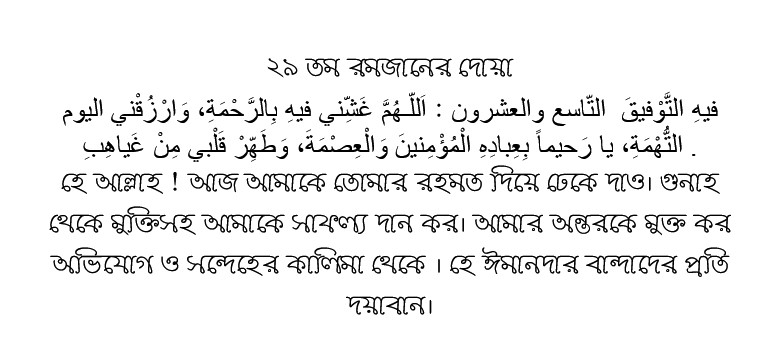 ২৯ তম রমজানের দোয়া
فيهِ التَّوْفيقَ التّاسع والعشرون : اَللّـهُمَّ غَشِّني فيهِ بِالرَّحْمَةِ، وَارْزُقْني اليوم
التُّهْمَةِ، يا رَحيماً بِعِبادِهِ الْمُؤْمِنينَ وَالْعِصْمَةَ، وَطَهِّرْ قَلْبي مِنْ غَياهِبِ .
হে আল্লাহ ! আজ আমাকে তোমার রহমত দিয়ে ঢেকে দাও। গুনাহ
থেকে মুক্তিসহ আমাকে সাফল্য দান কর। আমার অন্তরকে মুক্ত কর
অভিযোগ ও সন্দেহের কালিমা থেকে । হে ঈমানদার বান্দাদের প্রতি
দয়াবান।